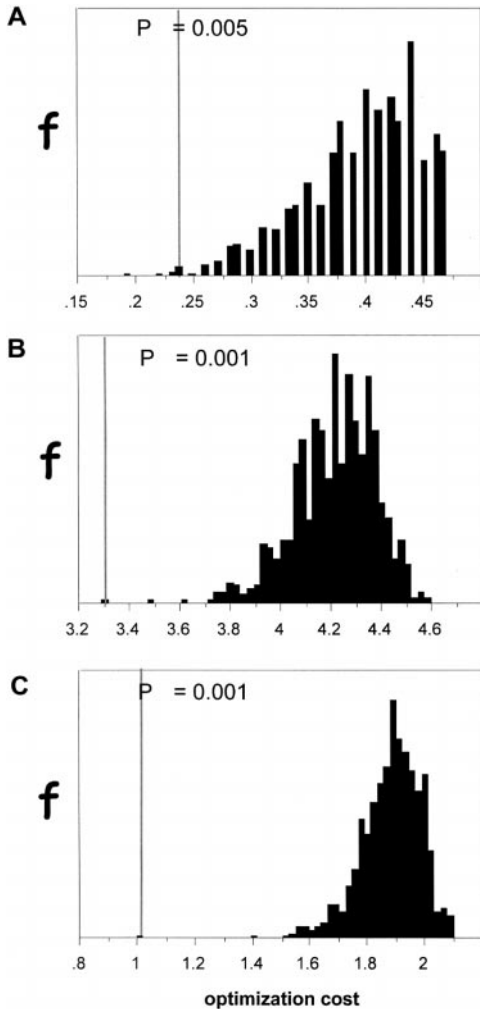 A
P = 0.005
f
.15 .2 .25 .3 .35 .4 .45
B
P = 0.001
f
3.2 3.4 3.6 3.8 4 4.2 4.4 4.6
C
P = 0.001
f
.8 1 1.2 1.4 1.6 1.8 2
optimization cost